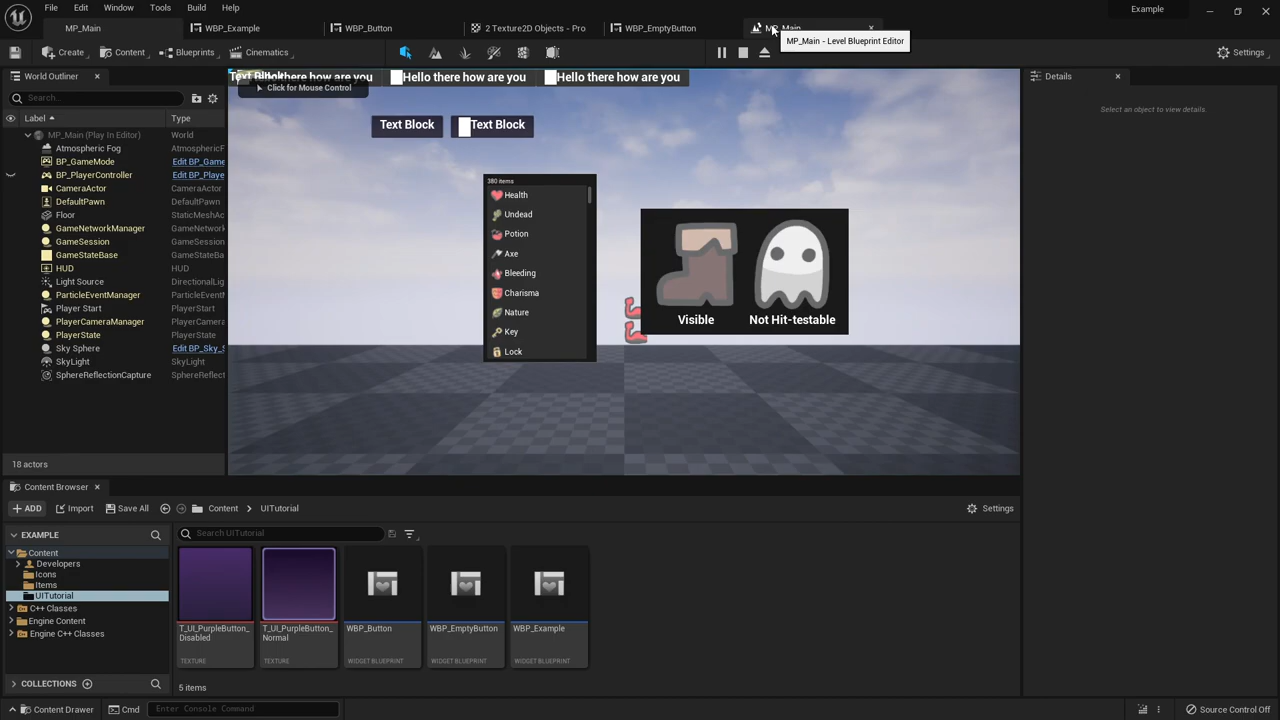 File Edit Window Tools Build Help
Example
MP_Main WBP_Example WBP_Button 2 Texture2D Objects - Pro WBP_EmptyButton MP_Main
MP_Main - Level Blueprint Editor
Create Content Blueprints Cinematics Settings
World Outliner
Search...
Label Type
MP_Main (Play In Editor) World
Atmospheric Fog AtmosphericF
BP_GameMode Edit BP_Game
BP_PlayerController Edit BP_Playe
CameraActor CameraActor
DefaultPawn DefaultPawn
Floor StaticMeshAc
GameNetworkManager GameNetwork
GameSession GameSession
GameStateBase GameStateBa
HUD HUD
Light Source DirectionalLig
ParticleEventManager ParticleEventM
Player Start PlayerStart
PlayerCameraManager PlayerCamera
PlayerState PlayerState
Sky Sphere Edit BP_Sky_S
SkyLight SkyLight
SphereReflectionCapture SphereReflect
18 actors
Hello there how are you Hello there how are you
Click for Mouse Control
Text Block Text Block
380 items
Health
Undead
Potion
Axe
Bleeding
Charisma
Nature
Key
Lock
Visible Not Hit-testable
Details
Select an object to view details.
Content Browser
ADD Import Save All Content UITutorial Settings
EXAMPLE
Content
Developers
Icons
Items
UITutorial
C++ Classes
Engine Content
Engine C++ Classes
COLLECTIONS
Search UITutorial
T_UI_PurpleButton_
Disabled
TEXTURE
T_UI_PurpleButton_
Normal
TEXTURE
WBP_Button
WIDGET BLUEPRINT
WBP_EmptyButton
WIDGET BLUEPRINT
WBP_Example
WIDGET BLUEPRINT
5 items
Content Drawer Cmd Enter Console Command Source Control Off